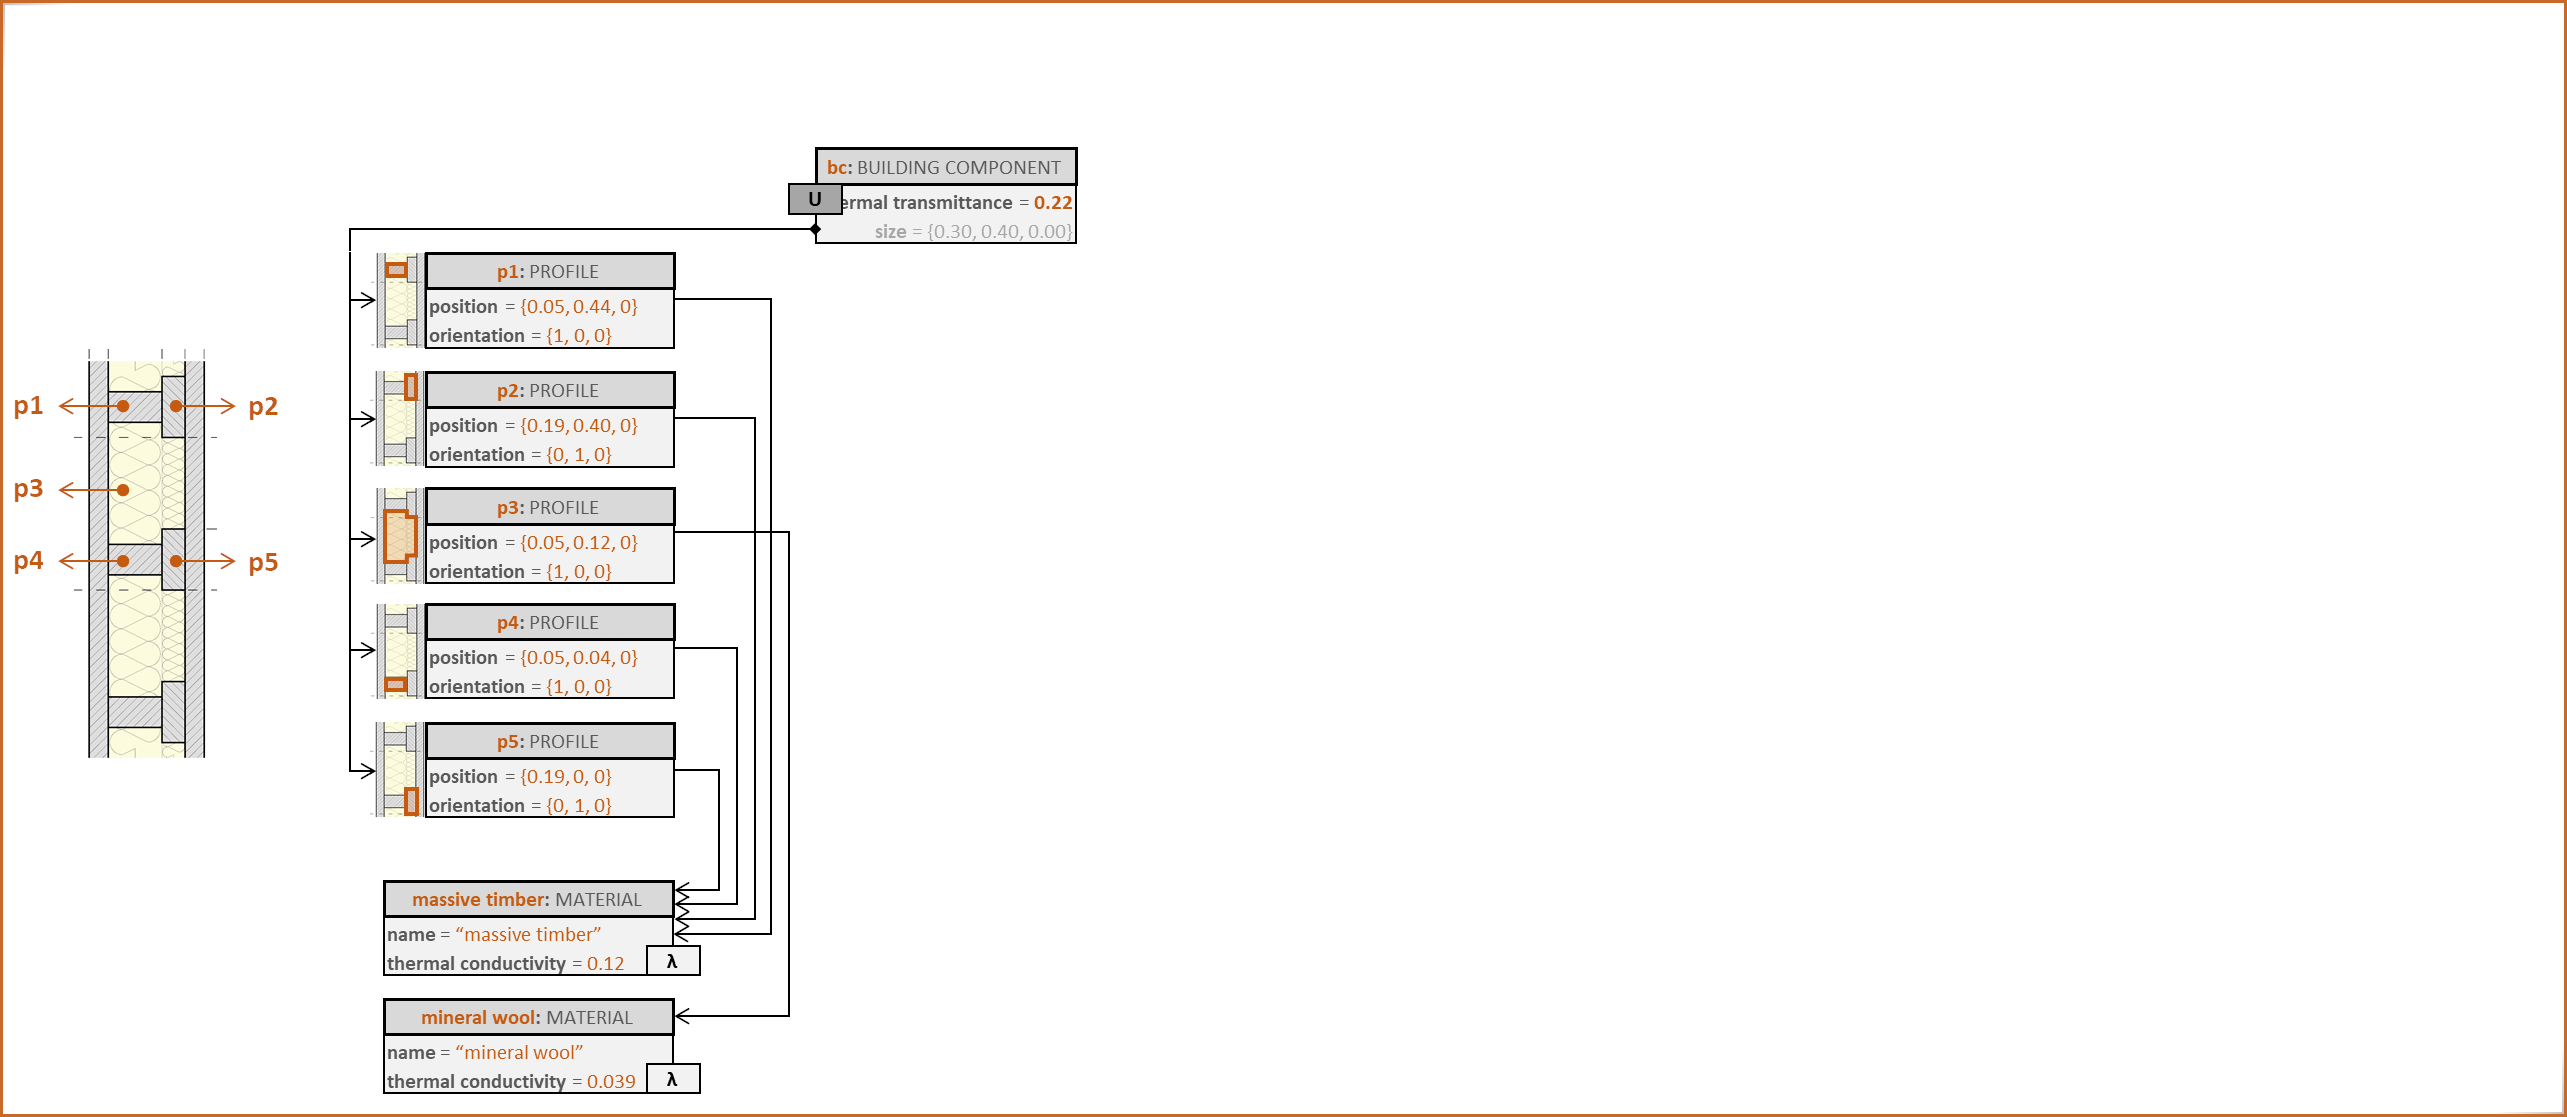 bc: BUILDING COMPONENT
U
ermal transmittance = 0.22
size = {0.30, 0.40, 0.00}
p1: PROFILE
position = {0.05, 0.44, 0}
orientation = {1, 0, 0}
p2: PROFILE
position = {0.19, 0.40, 0}
orientation = {0, 1, 0}
p3: PROFILE
position = {0.05, 0.12, 0}
orientation = {1, 0, 0}
p4: PROFILE
position = {0.05, 0.04, 0}
orientation = {1, 0, 0}
p5: PROFILE
position = {0.19, 0, 0}
orientation = {0, 1, 0}
p1
p2
p3
p4
p5
massive timber: MATERIAL
name = “massive timber”
thermal conductivity = 0.12
λ
mineral wool: MATERIAL
name = “mineral wool”
thermal conductivity = 0.039
λ